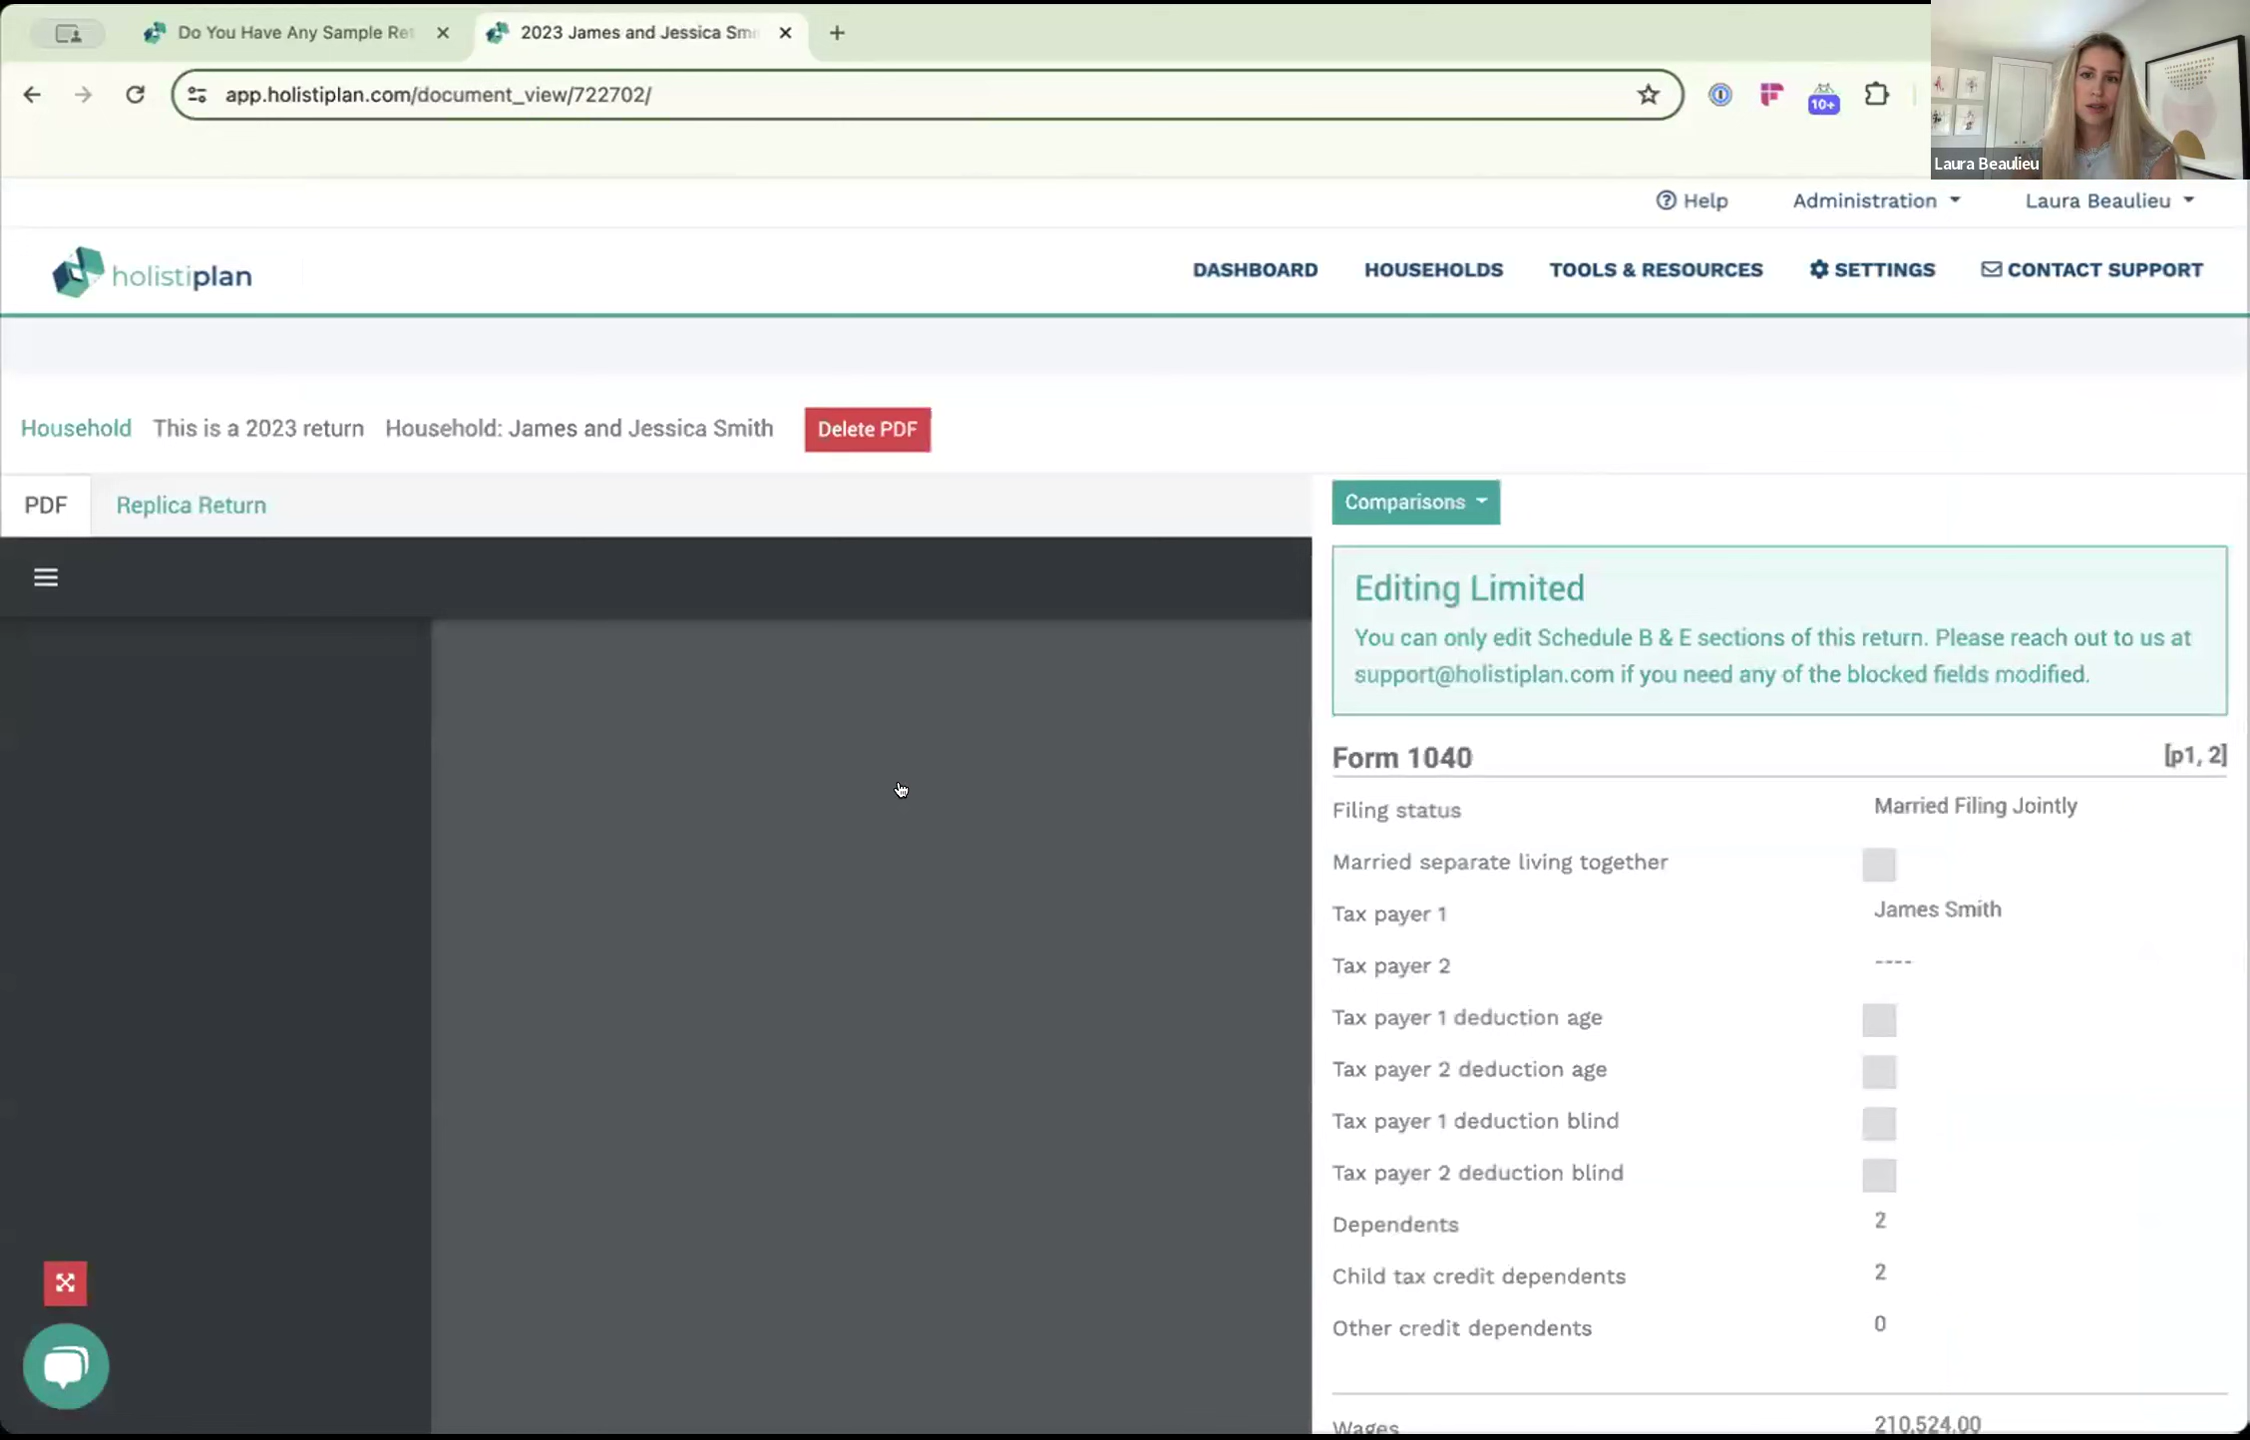 Do You Have Any Sample Ret
2023 James and Jessica Smi
app.holistiplan.com/document_view/722702/
10+
Laura Beaulieu
Help
Administration
Laura Beaulieu
holistiplan
DASHBOARD
HOUSEHOLDS
TOOLS & RESOURCES
SETTINGS
CONTACT SUPPORT
Household This is a 2023 return Household: James and Jessica Smith Delete PDF
PDF
Replica Return
Comparisons
Editing Limited
You can only edit Schedule B & E sections of this return. Please reach out to us at
support@holistiplan.com if you need any of the blocked fields modified.
Form 1040 [p1, 2]
Filing status Married Filing Jointly
Married separate living together
Tax payer 1 James Smith
Tax payer 2 ----
Tax payer 1 deduction age
Tax payer 2 deduction age
Tax payer 1 deduction blind
Tax payer 2 deduction blind
Dependents 2
Child tax credit dependents 2
Other credit dependents 0
Wages 210,524.00